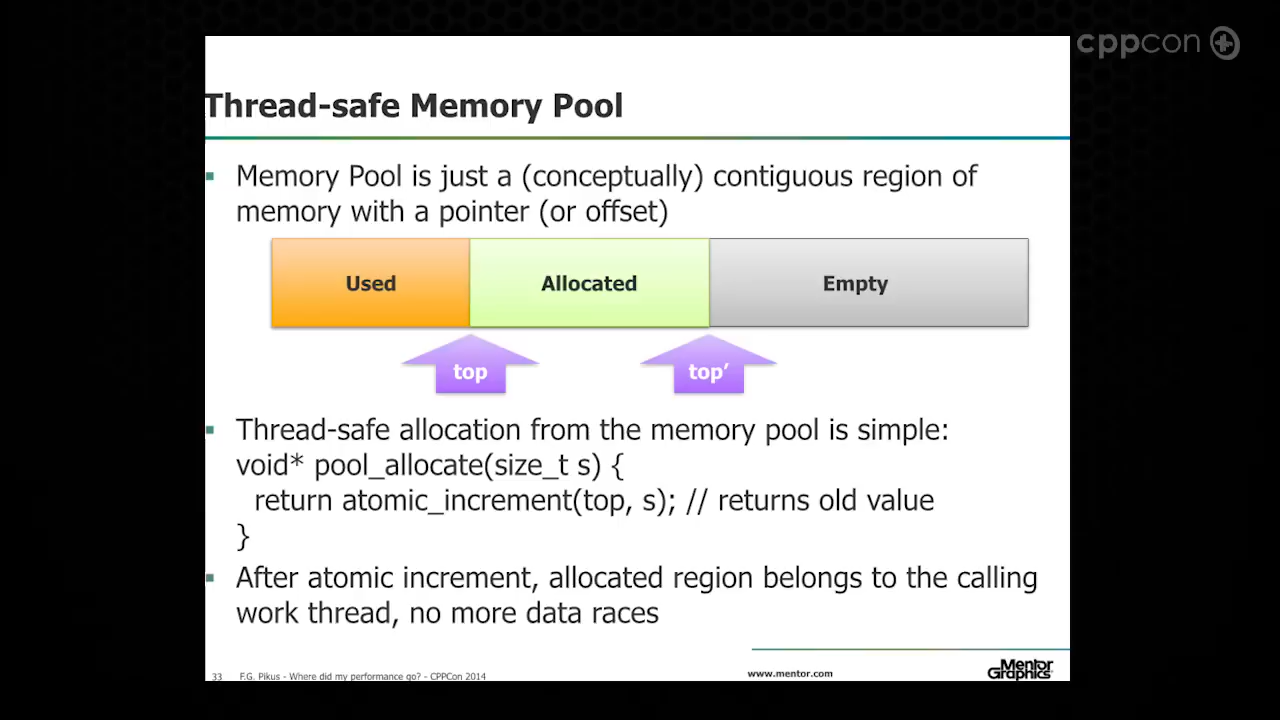 cppcon
Thread-safe Memory Pool
Memory Pool is just a (conceptually) contiguous region of
memory with a pointer (or offset)
Used Allocated Empty
top top’
Thread-safe allocation from the memory pool is simple:
void* pool_allocate(size_t s) {
return atomic_increment(top, s); // returns old value
}
After atomic increment, allocated region belongs to the calling
work thread, no more data races
33 F.G. Pikus - Where did my performance go? - CPPCon 2014
www.mentor.com
Mentor
Graphics